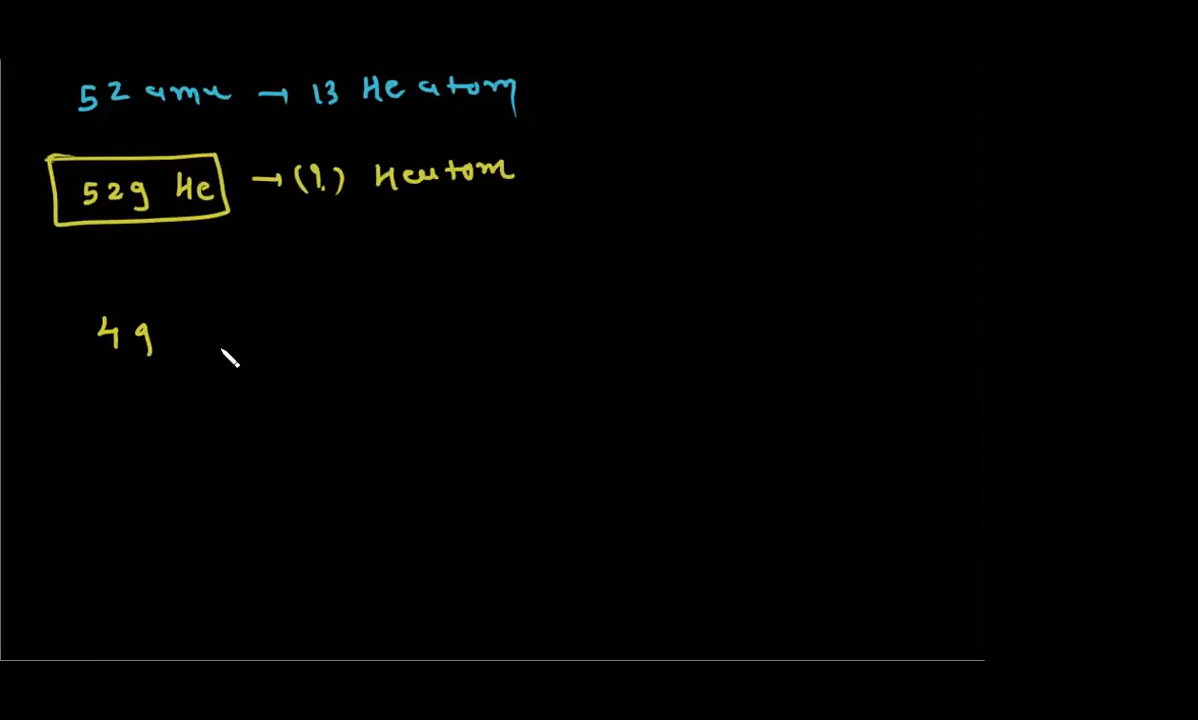 52 amu → 13 He atom
52g He → (?) He atom
4g